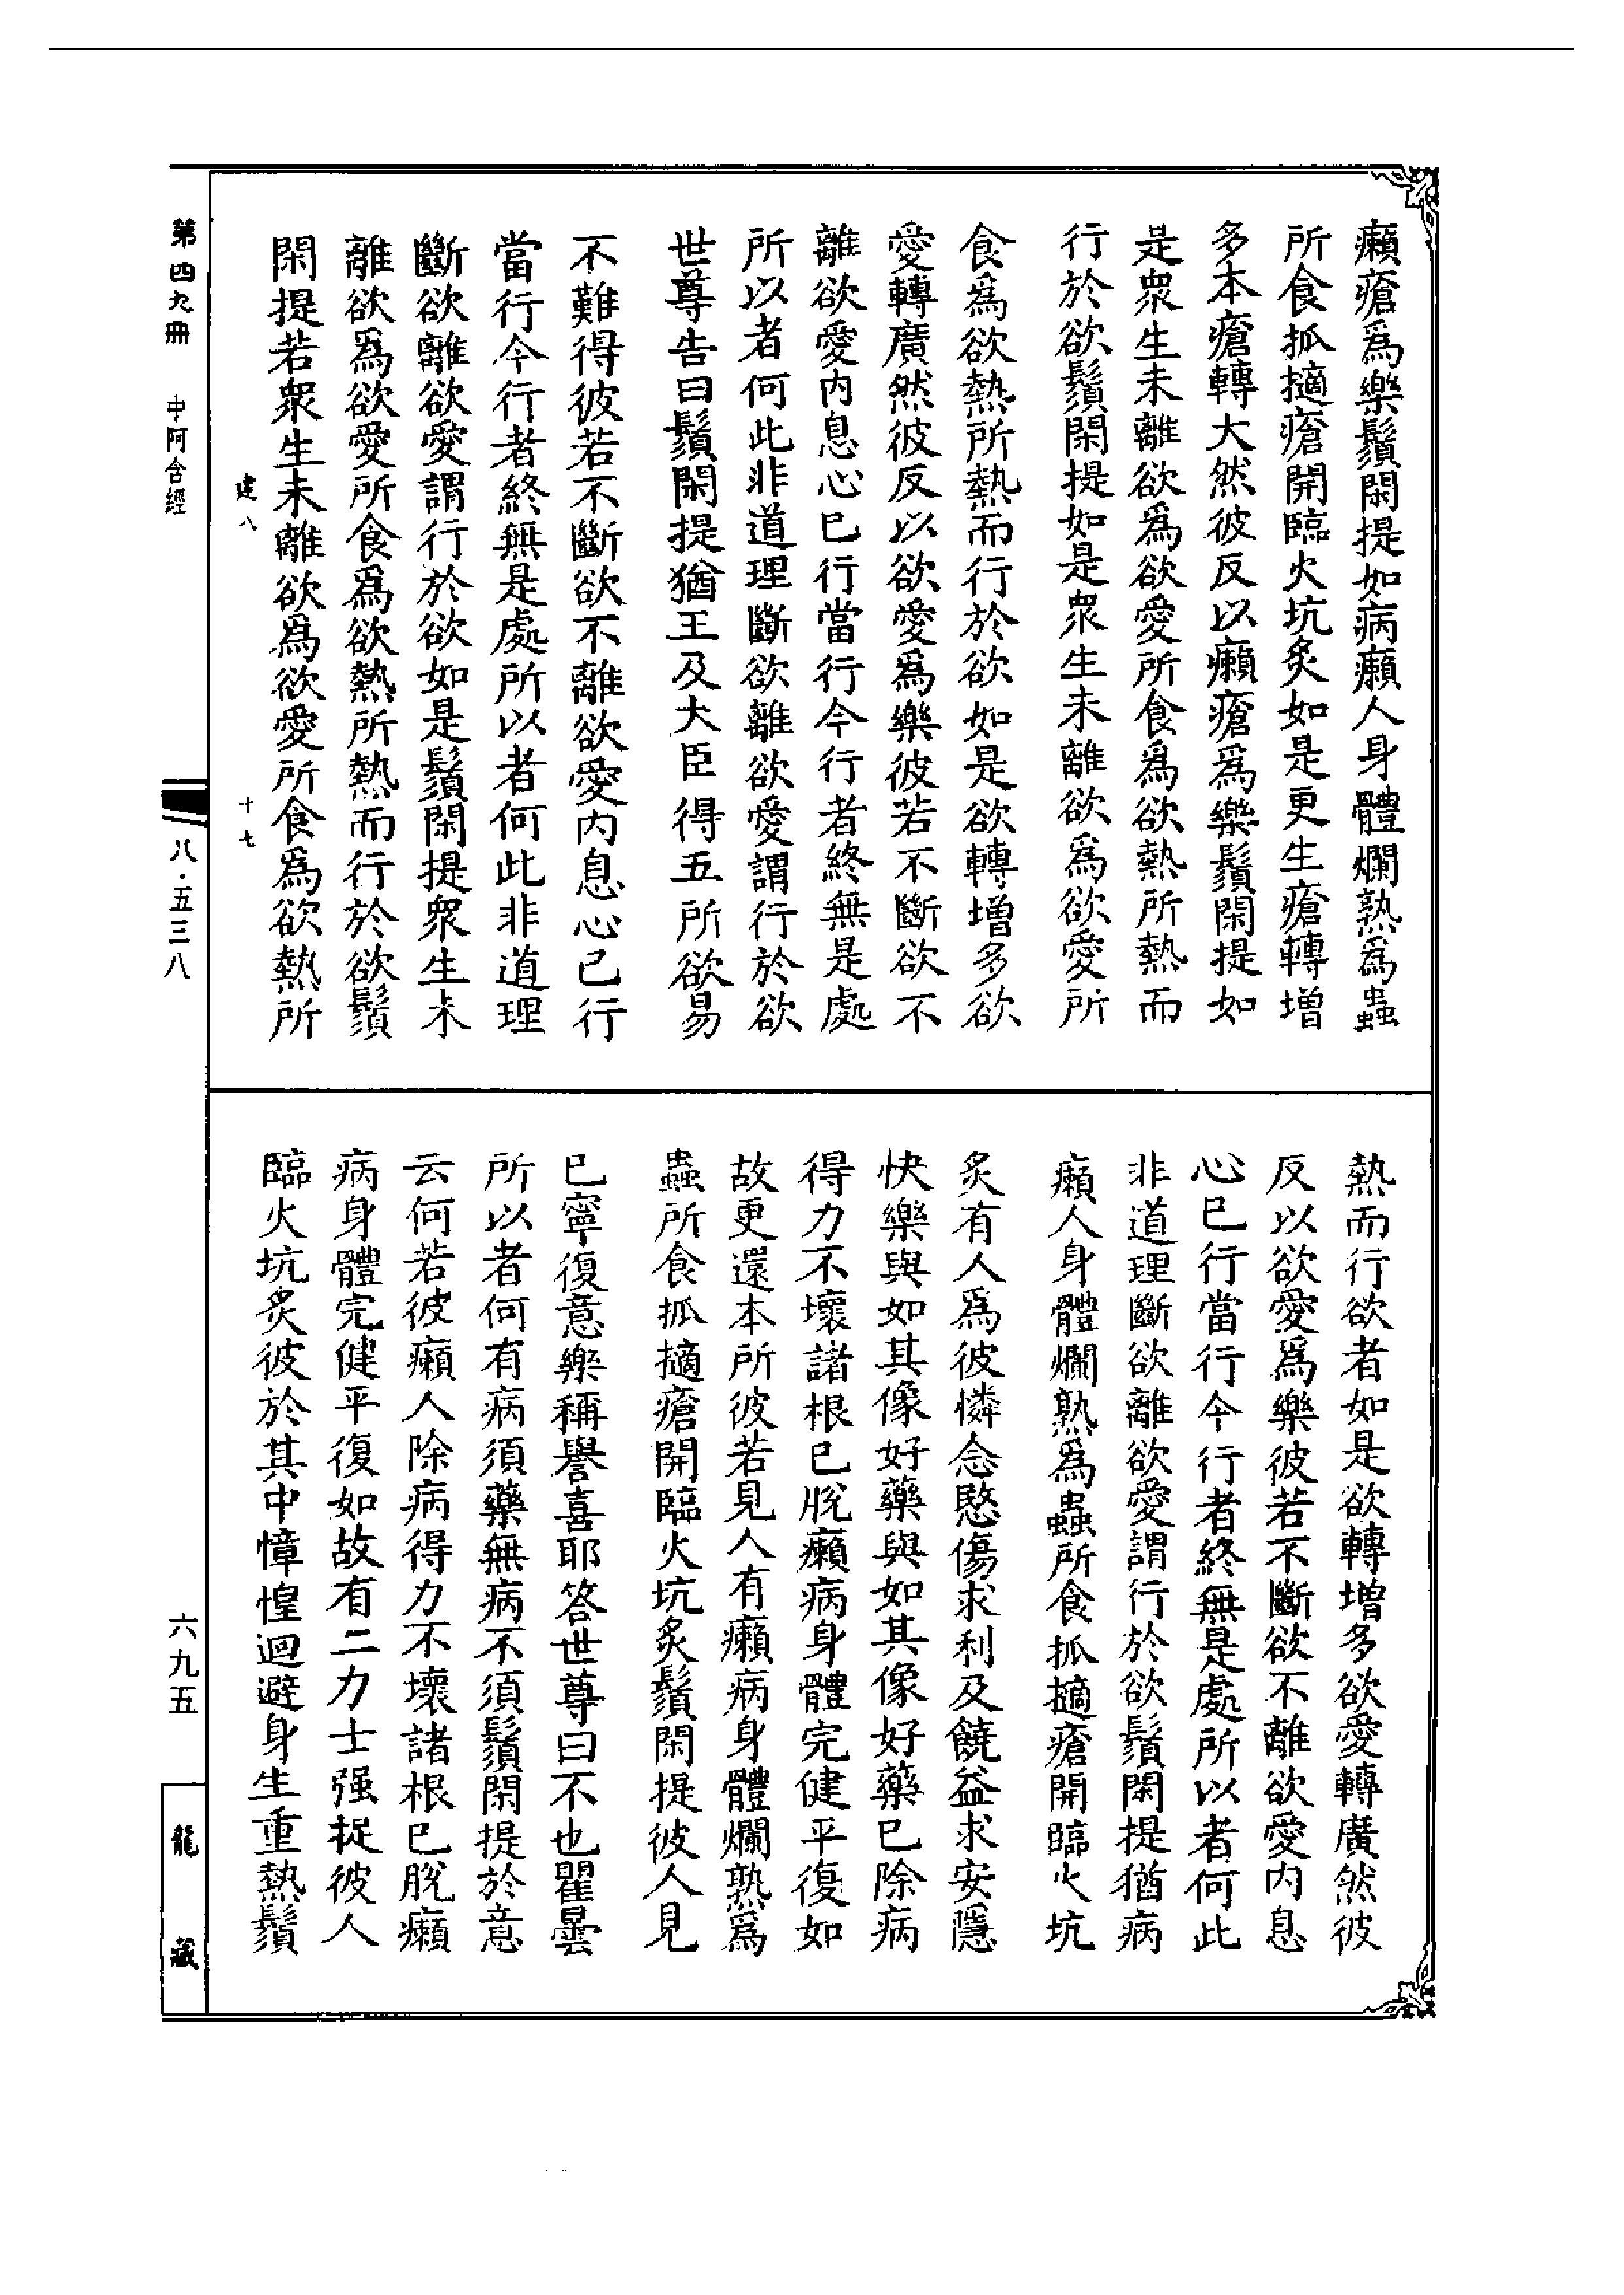 癩瘡爲樂鬚閑提如病癩人身體爛熟爲蟲
所食抓擿瘡開臨火坑炙如是更生瘡轉增
多本瘡轉大然彼反以癩瘡爲樂鬚閑提如
是衆生未離欲爲欲愛所食爲欲熱所熱而
行於欲鬚閑提如是衆生未離欲爲欲愛所
食爲欲熱所熱而行於欲如是欲轉增多欲
愛轉廣然彼反以欲愛爲樂彼若不斷欲不
離欲愛內息心已行當行今行者終無是處
所以者何此非道理斷欲離欲愛謂行於欲
世尊告曰鬚閑提猶王及大臣得五所欲易
不難得彼若不斷欲不離欲愛內息心已行
當行今行者終無是處所以者何此非道理
斷欲離欲愛謂行於欲如是鬚閑提衆生未
離欲爲欲愛所食爲欲熱所熱而行於欲鬚
閑提若衆生未離欲爲欲愛所食爲欲熱所
建八 十七
熱而行欲者如是欲轉增多欲愛轉廣然彼
反以欲愛爲樂彼若不斷欲不離欲愛內息
心已行當行今行者終無是處所以者何此
非道理斷欲離欲愛謂行於欲鬚閑提猶病
癩人身體爛熟爲蟲所食抓擿瘡開臨火坑
炙有人爲彼憐念愍傷求利及饒益求安隱
快樂與如其像好藥與如其像好藥已除病
得力不壞諸根已脫癩病身體完健平復如
故更還本所彼若見人有癩病身體爛熟爲
蟲所食抓擿瘡開臨火坑炙鬚閑提彼人見
已寧復意樂稱譽喜耶答世尊曰不也瞿曇
所以者何有病須藥無病不須鬚閑提於意
云何若彼癩人除病得力不壞諸根已脫癩
病身體完健平復如故有二力士强捉彼人
臨火坑炙彼於其中慞惶迴避身生重熱鬚
第四九冊 中阿含經 八·五三八 六九五 龍藏